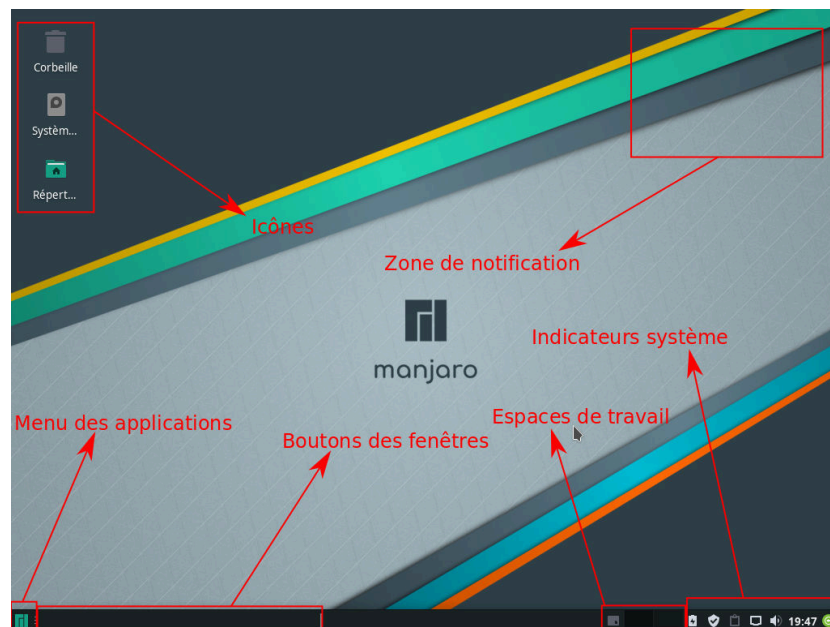 Corbeille
Systèm...
Répert...
Icônes
Zone de notification
manjaro
Indicateurs système
Menu des applications
Espaces de travail
Boutons des fenêtres
19:47